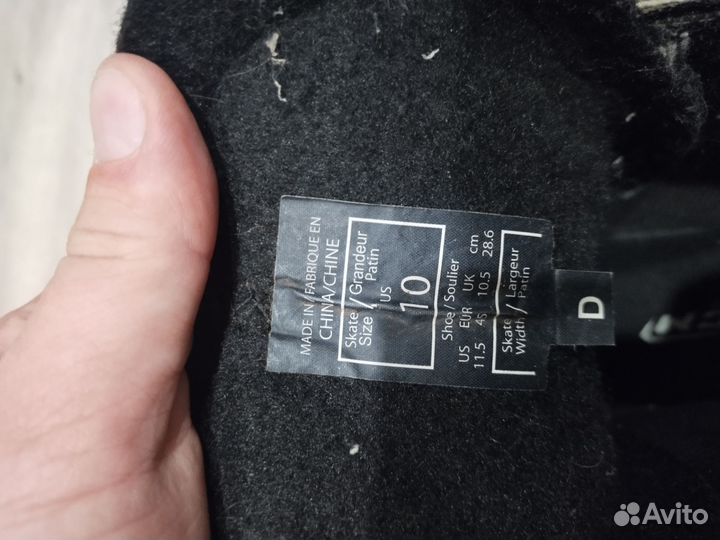 MADE IN / FABRIQUE EN
CHINA/CHINE
Skate / Grandeur
Size / Patin
US
10
Shoe/Soulier
US EUR UK cm
11.5 10.5 28.6
Skate / Largeur
Width / Patin
D
Avito